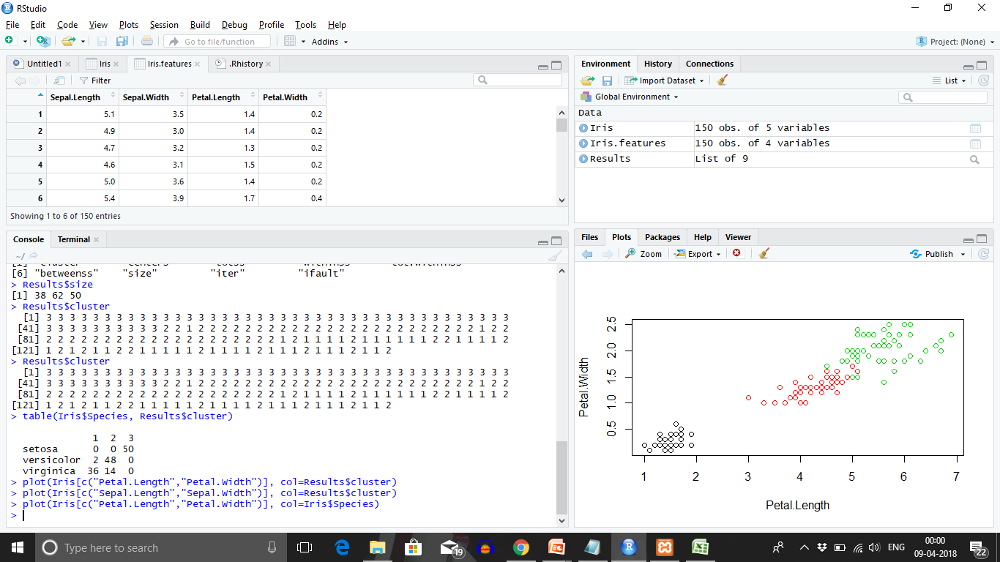 RStudio
File Edit Code View Plots Session Build Debug Profile Tools Help
Go to file/function Addins Project: (None)
Untitled1 Iris Iris.features .Rhistory
Filter
Sepal.Length Sepal.Width Petal.Length Petal.Width
1 5.1 3.5 1.4 0.2
2 4.9 3.0 1.4 0.2
3 4.7 3.2 1.3 0.2
4 4.6 3.1 1.5 0.2
5 5.0 3.6 1.4 0.2
6 5.4 3.9 1.7 0.4
Showing 1 to 6 of 150 entries
Console Terminal
~/
[6] "betweenss" "size" "iter" "ifault"
> Results$size
[1] 38 62 50
> Results$cluster
[1] 3 3 3 3 3 3 3 3 3 3 3 3 3 3 3 3 3 3 3 3 3 3 3 3 3 3 3 3 3 3 3 3 3 3 3 3 3 3 3 3
[41] 3 3 3 3 3 3 3 3 3 3 2 2 1 2 2 2 2 2 2 2 2 2 2 2 2 2 2 2 2 2 2 2 2 2 2 2 2 1 2 2
[81] 2 2 2 2 2 2 2 2 2 2 2 2 2 2 2 2 2 2 2 2 1 2 1 1 1 1 2 1 1 1 1 1 1 2 2 1 1 1 1 2
[121] 1 2 1 2 1 1 2 2 1 1 1 1 1 2 1 1 1 1 2 1 1 1 2 1 1 1 2 1 1 2
> Results$cluster
[1] 3 3 3 3 3 3 3 3 3 3 3 3 3 3 3 3 3 3 3 3 3 3 3 3 3 3 3 3 3 3 3 3 3 3 3 3 3 3 3 3
[41] 3 3 3 3 3 3 3 3 3 3 2 2 1 2 2 2 2 2 2 2 2 2 2 2 2 2 2 2 2 2 2 2 2 2 2 2 2 1 2 2
[81] 2 2 2 2 2 2 2 2 2 2 2 2 2 2 2 2 2 2 2 2 1 2 1 1 1 1 2 1 1 1 1 1 1 2 2 1 1 1 1 2
[121] 1 2 1 2 1 1 2 2 1 1 1 1 1 2 1 1 1 1 2 1 1 1 2 1 1 1 2 1 1 2
> table(Iris$Species, Results$cluster)
1 2 3
setosa 0 0 50
versicolor 2 48 0
virginica 36 14 0
> plot(Iris[c("Petal.Length","Petal.Width")], col=Results$cluster)
> plot(Iris[c("Sepal.Length","Sepal.Width")], col=Results$cluster)
> plot(Iris[c("Petal.Length","Petal.Width")], col=Iris$Species)
>
Environment History Connections
Import Dataset List
Global Environment
Data
Iris 150 obs. of 5 variables
Iris.features 150 obs. of 4 variables
Results List of 9
Files Plots Packages Help Viewer
Zoom Export Publish
Petal.Width
2.5
2.0
1.5
1.0
0.5
1 2 3 4 5 6 7
Petal.Length
Type here to search
19
ENG
00:00
09-04-2018
22